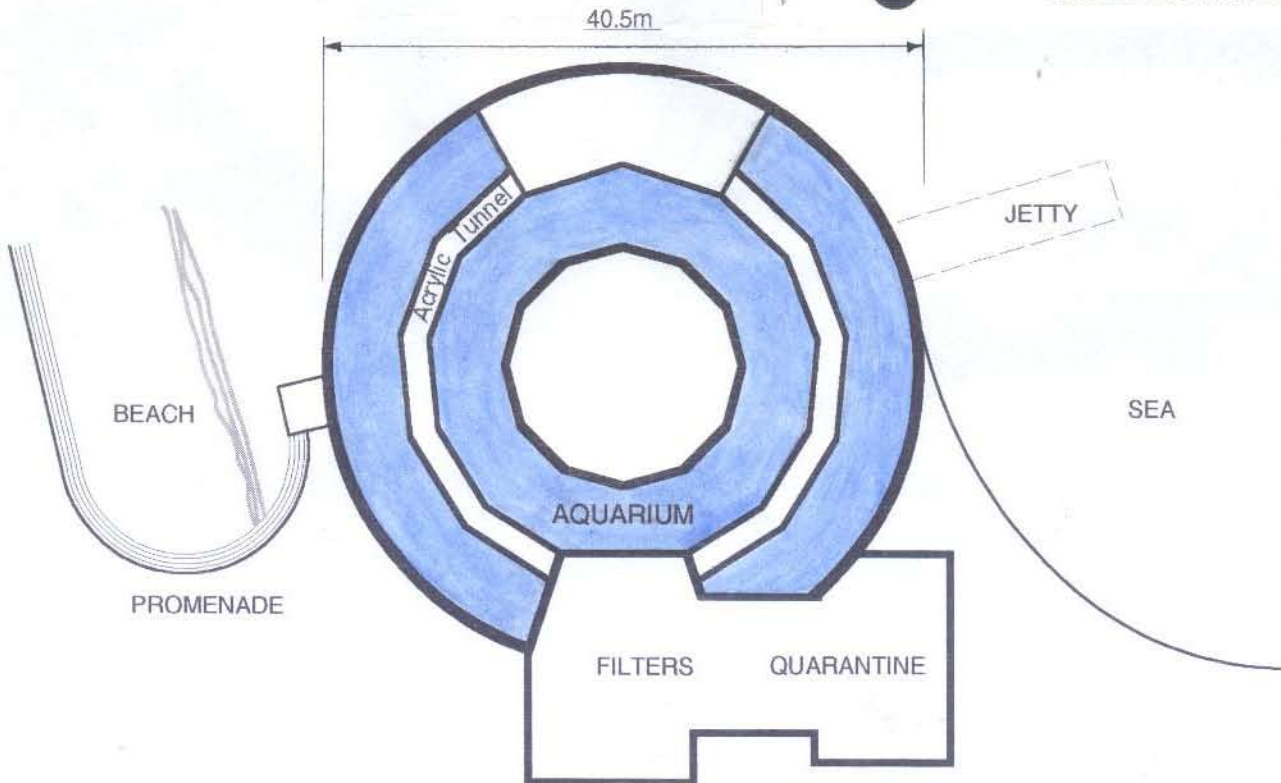 40.5m
JETTY
Acrylic Tunnel
BEACH
SEA
AQUARIUM
PROMENADE
FILTERS
QUARANTINE